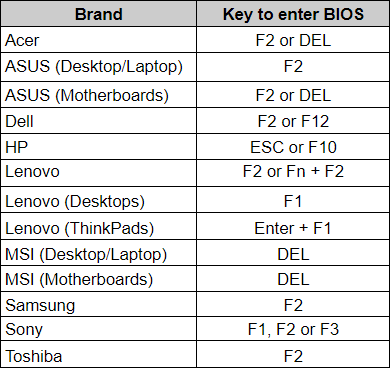 Brand Key to enter BIOS
Acer F2 or DEL
ASUS (Desktop/Laptop) F2
ASUS (Motherboards) F2 or DEL
Dell F2 or F12
HP ESC or F10
Lenovo F2 or Fn + F2
Lenovo (Desktops) F1
Lenovo (ThinkPads) Enter + F1
MSI (Desktop/Laptop) DEL
MSI (Motherboards) DEL
Samsung F2
Sony F1, F2 or F3
Toshiba F2